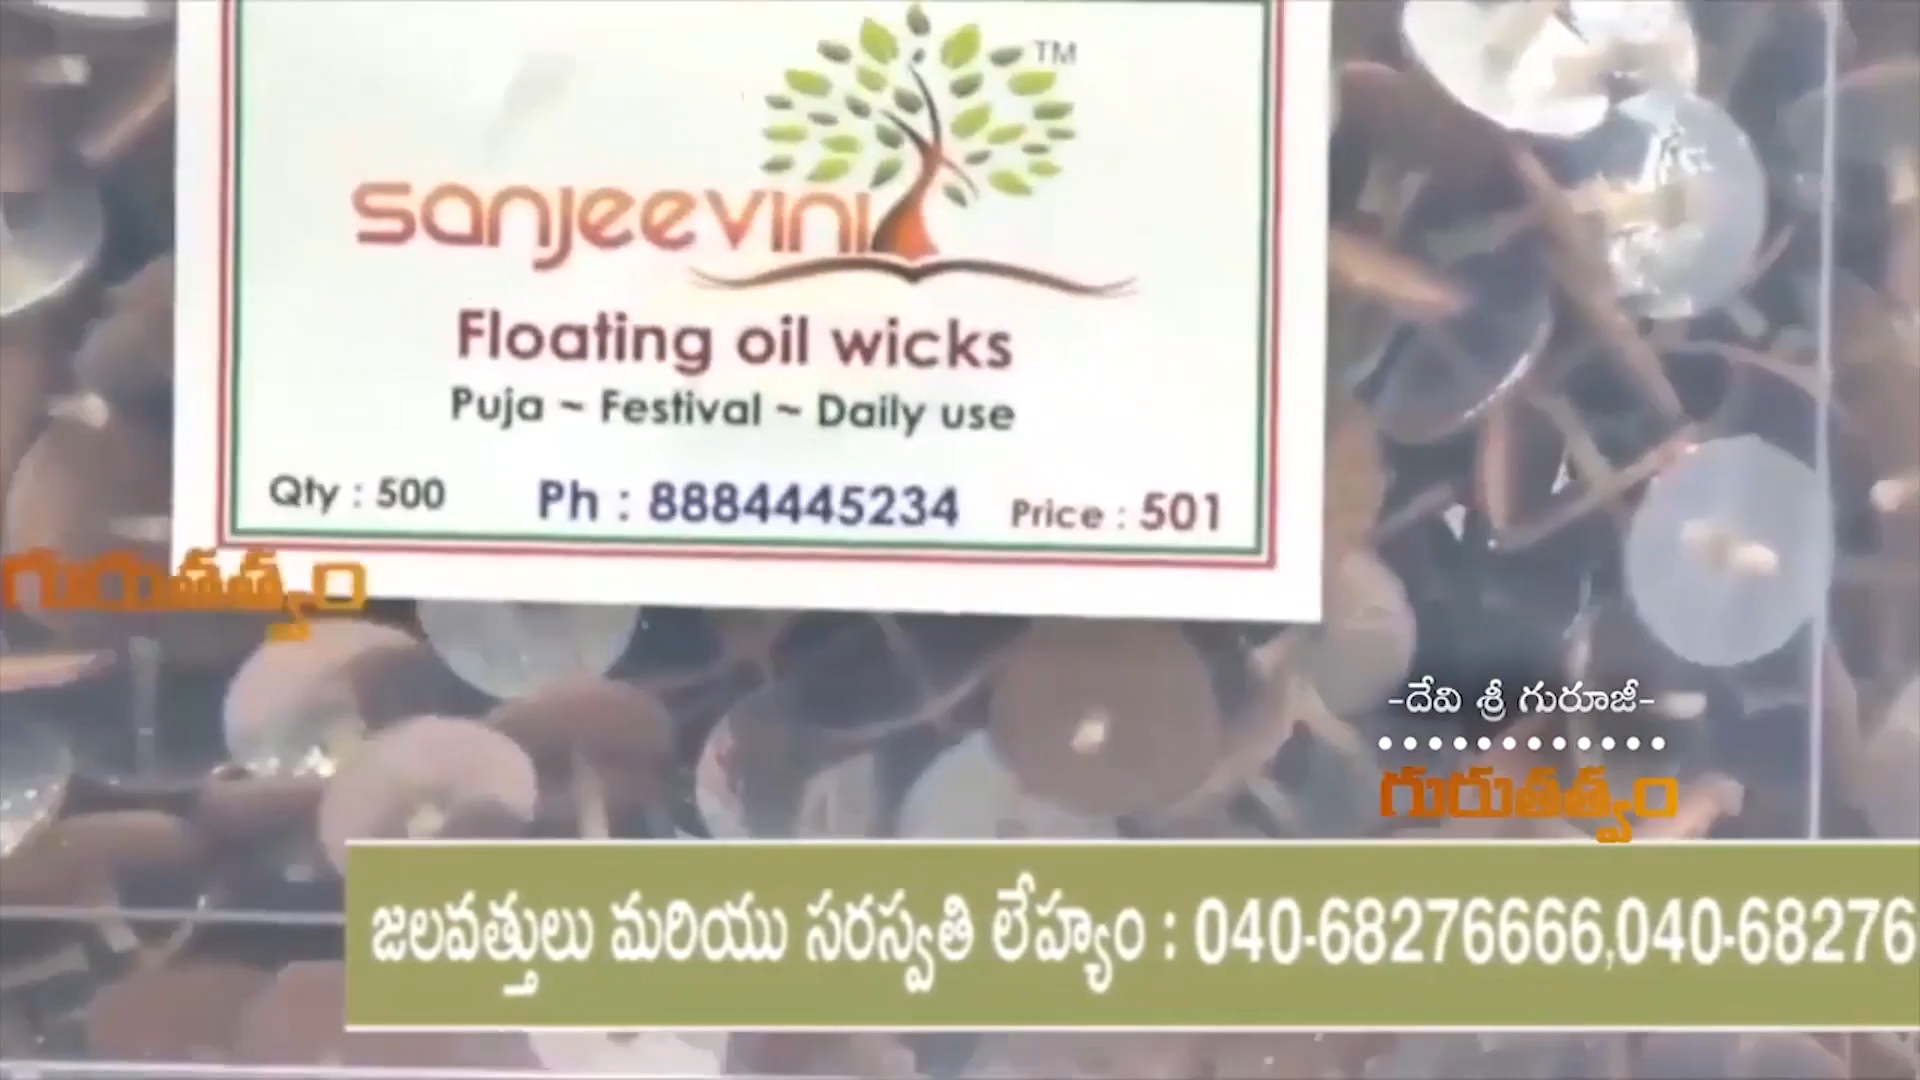 TM
sanjeevini
Floating oil wicks
Puja ~ Festival ~ Daily use
Qty : 500 Ph : 8884445234 Price : 501
గురుతత్వం
-దేవి శ్రీ గురూజీ-
గురుతత్వం
జలవత్తులు మరియు సరస్వతి లేహ్యం : 040-68276666,040-68276